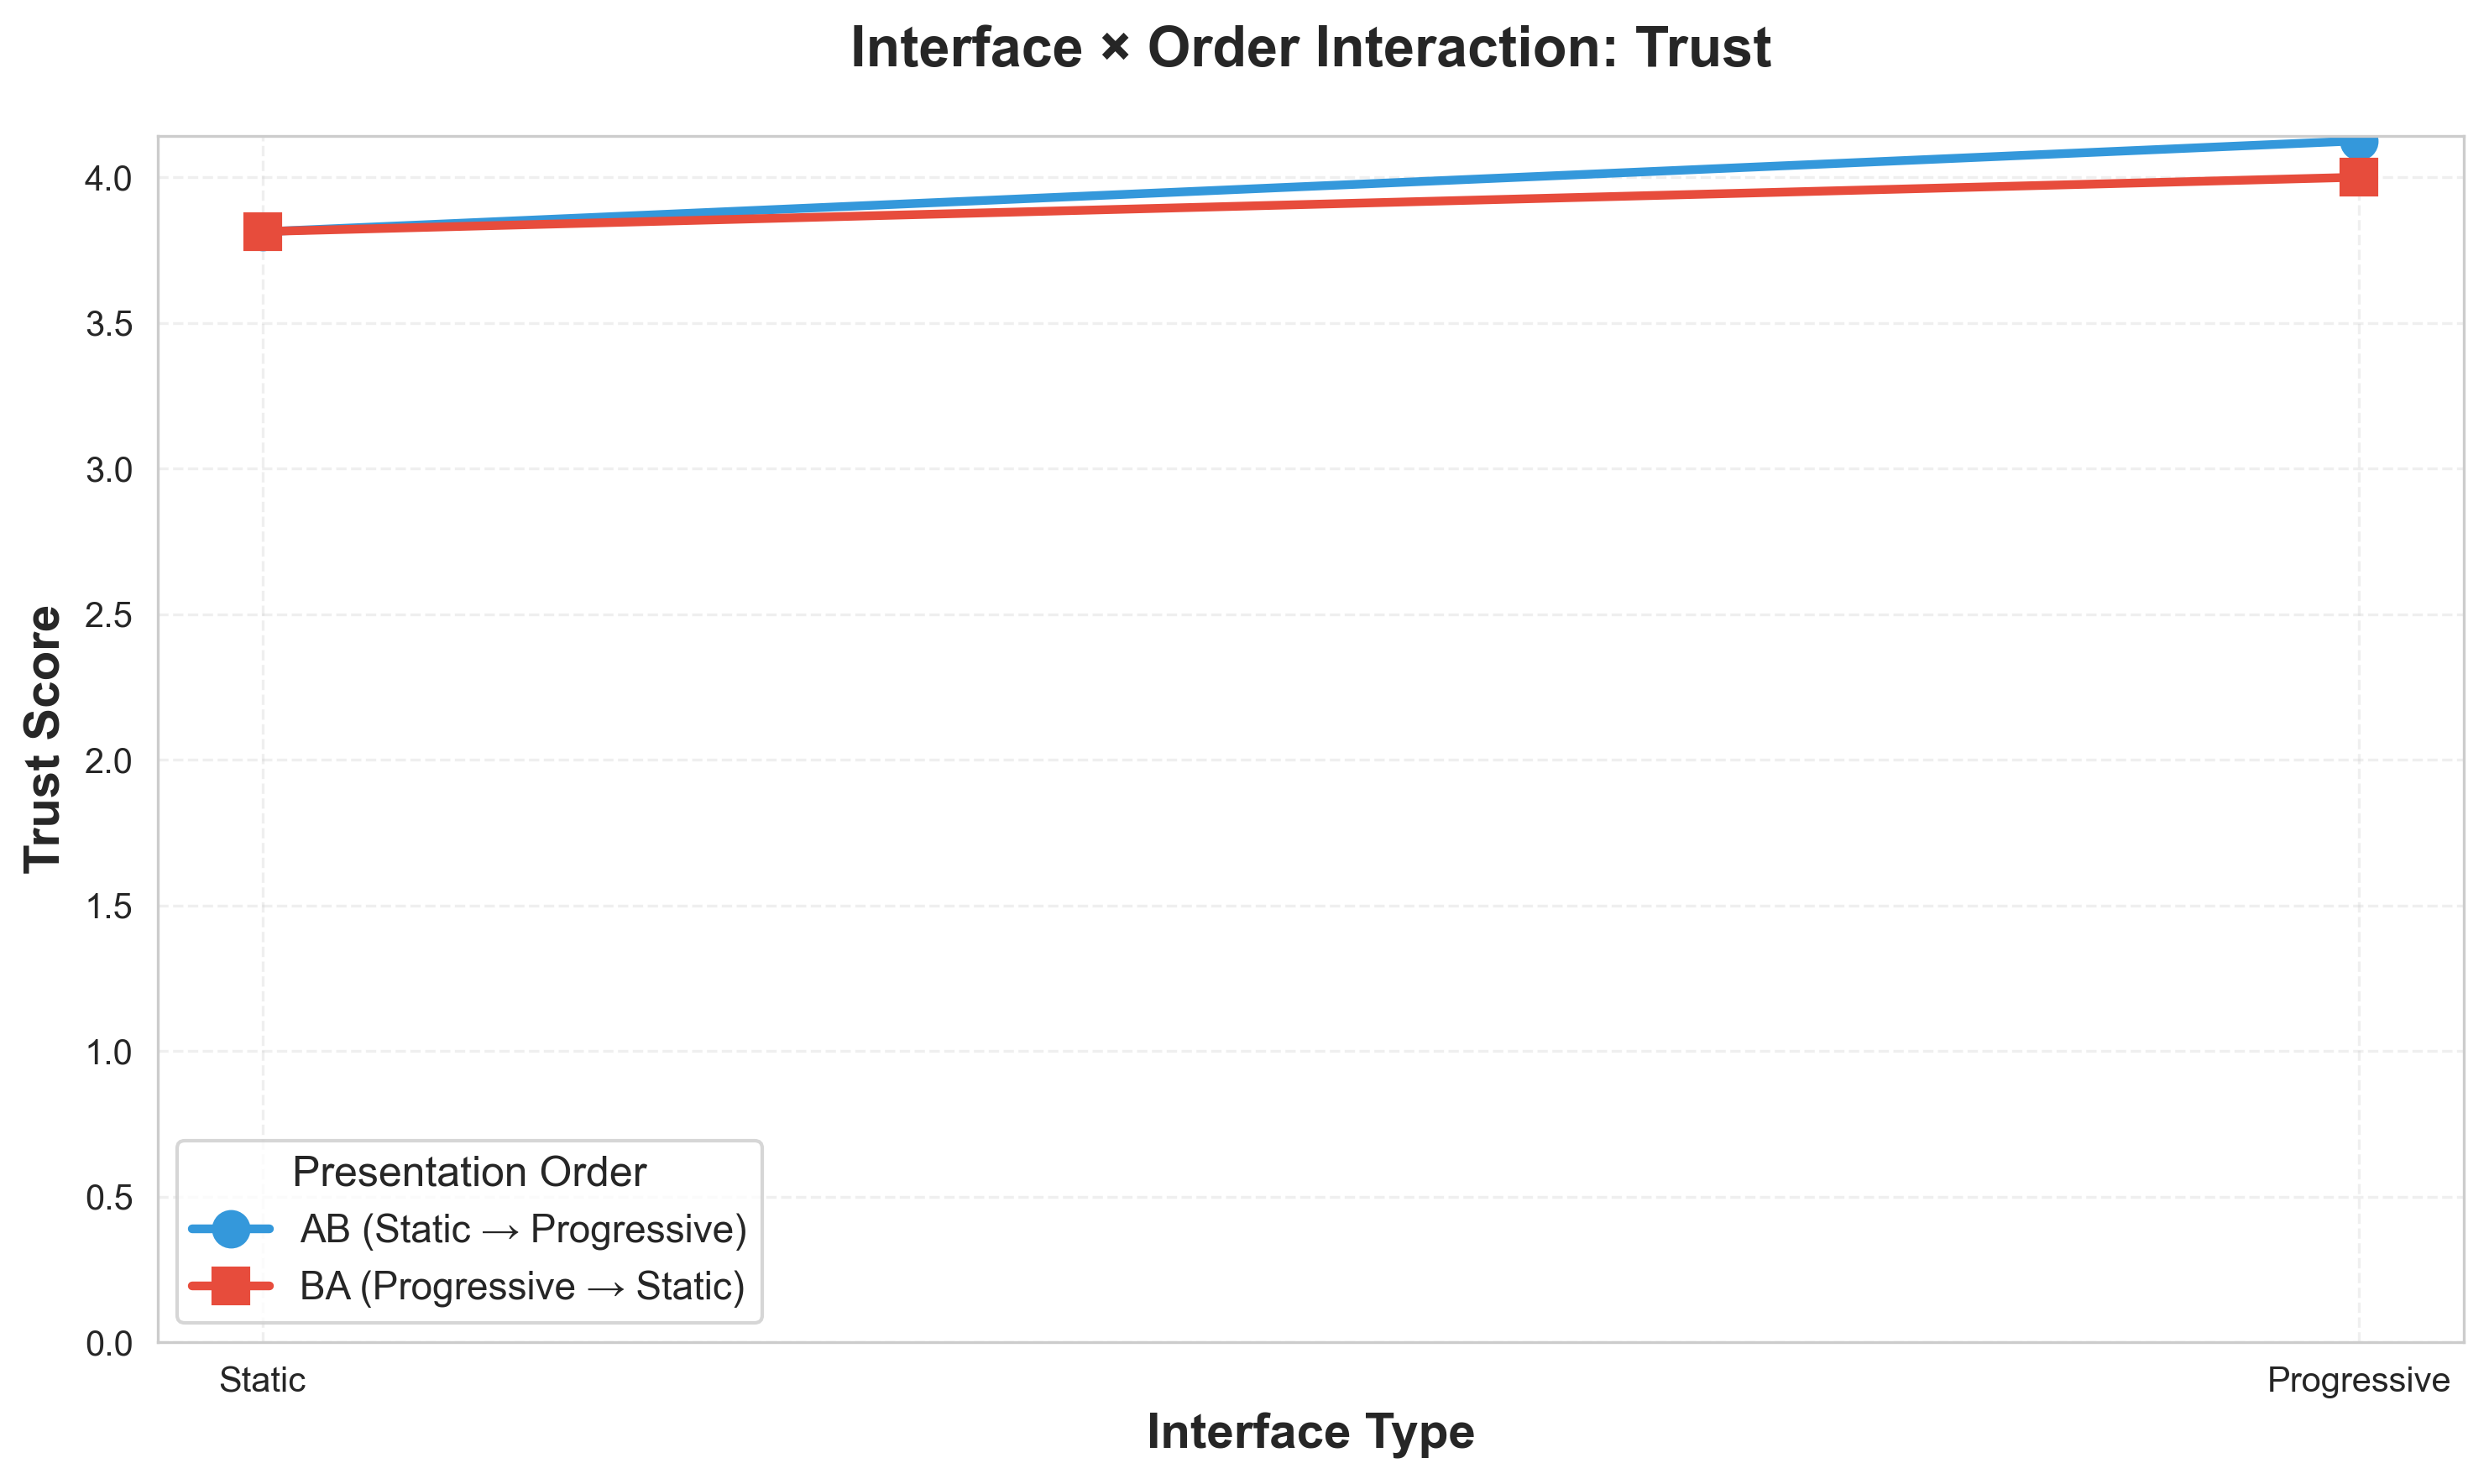 Interface × Order Interaction: Trust
Trust Score
4.0
3.5
3.0
2.5
2.0
1.5
1.0
0.5
0.0
Presentation Order
AB (Static → Progressive)
BA (Progressive → Static)
Static
Progressive
Interface Type